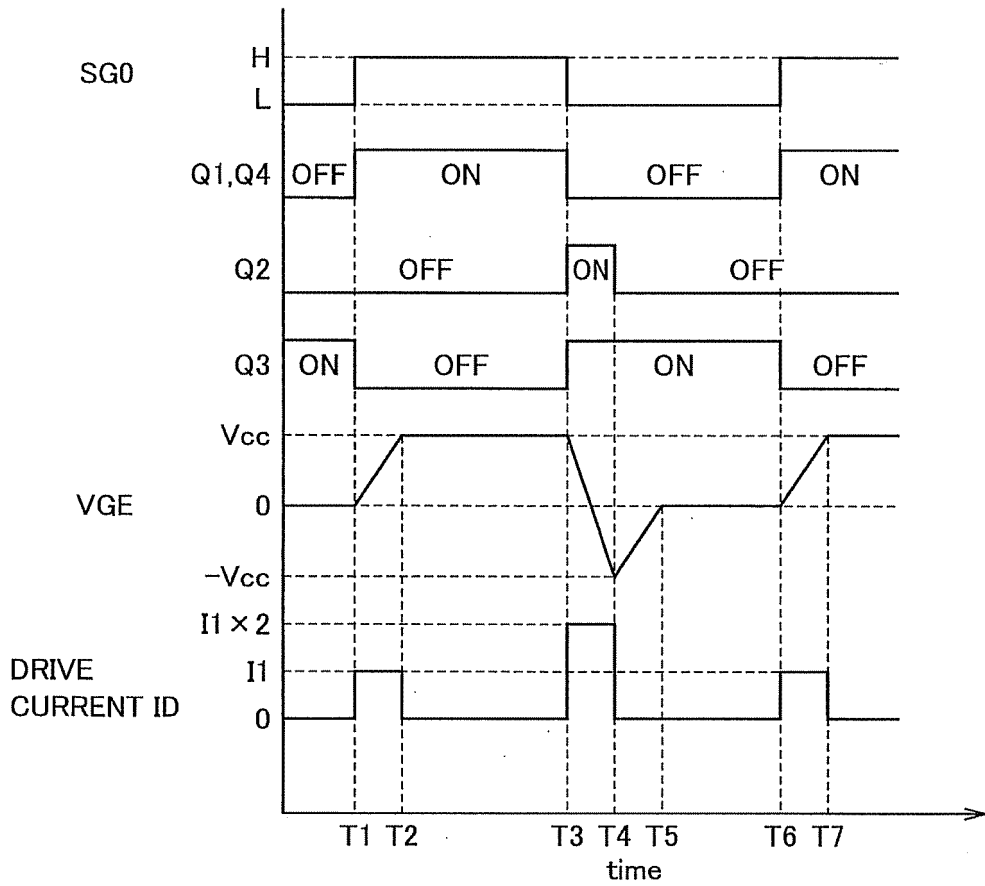 SG0
H
L
Q1,Q4
OFF
ON
OFF
ON
Q2
OFF
ON
OFF
Q3
ON
OFF
ON
OFF
VGE
Vcc
0
−Vcc
DRIVE
CURRENT ID
I1×2
I1
0
T1 T2 T3 T4 T5 T6 T7
time